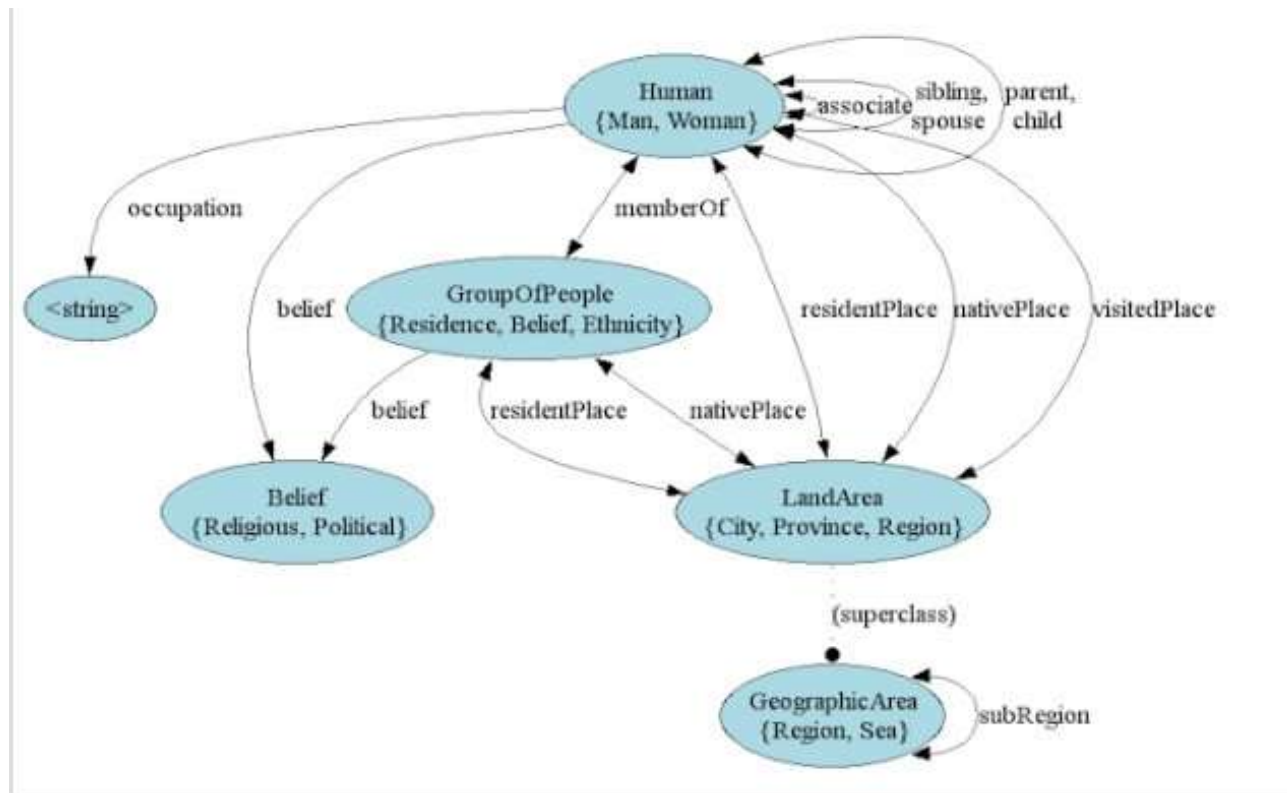 Human
{Man, Woman}
associate
sibling,
spouse
parent,
child
occupation
memberOf
<string>
belief
GroupOfPeople
{Residence, Belief, Ethnicity}
residentPlace
nativePlace
visitedPlace
belief
residentPlace
nativePlace
Belief
{Religious, Political}
LandArea
{City, Province, Region}
(superclass)
GeographicArea
{Region, Sea}
subRegion